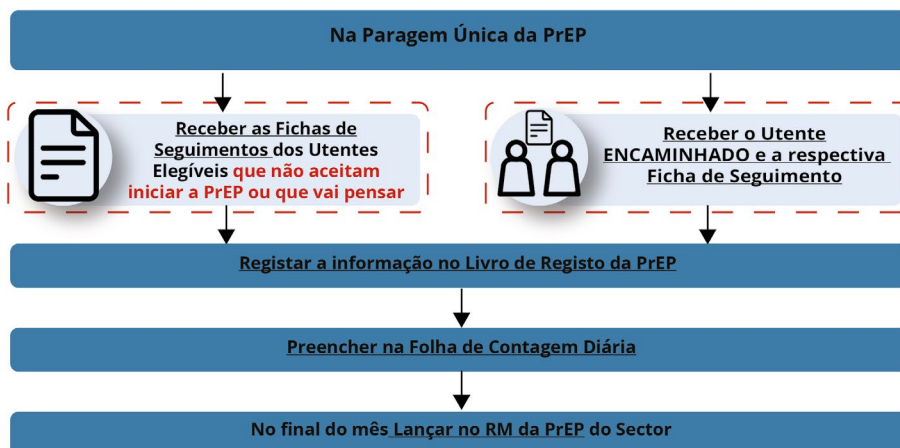 Na Paragem Única da PrEP
Receber as Fichas de
Seguimentos dos Utentes
Elegíveis que não aceitam
iniciar a PrEP ou que vai pensar
Receber o Utente
ENCAMINHADO e a respectiva
Ficha de Seguimento
Registar a informação no Livro de Registo da PrEP
Preencher na Folha de Contagem Diária
No final do mês Lançar no RM da PrEP do Sector